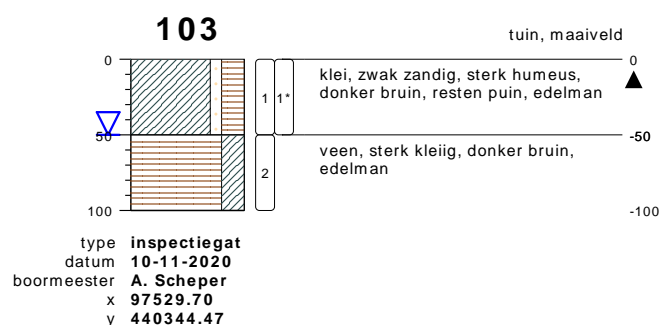 103
tuin, maaiveld
0
0
klei, zwak zandig, sterk humeus,
donker bruin, resten puin, edelman
1
1*
50
-50
veen, sterk kleiig, donker bruin,
edelman
2
100
-100
type inspectiegat
datum 10-11-2020
boormeester A. Scheper
x 97529.70
y 440344.47